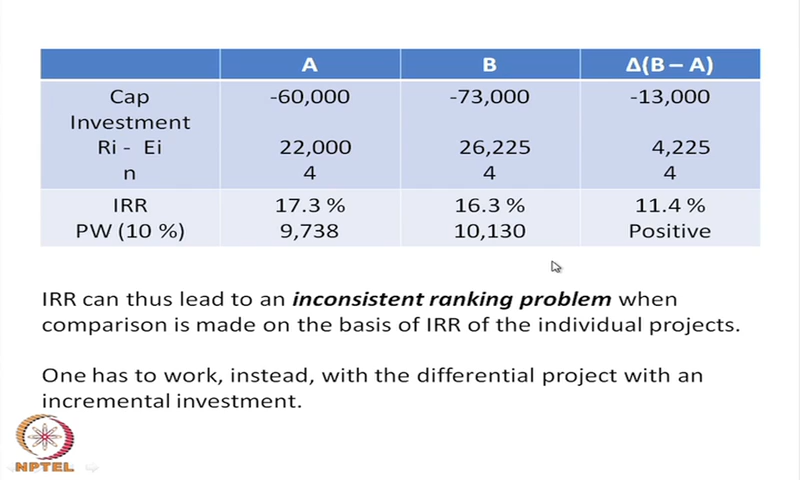 A B Δ(B – A)
Cap -60,000 -73,000 -13,000
Investment
Ri - Ei 22,000 26,225 4,225
n 4 4 4
IRR 17.3 % 16.3 % 11.4 %
PW (10 %) 9,738 10,130 Positive
IRR can thus lead to an inconsistent ranking problem when
comparison is made on the basis of IRR of the individual projects.
One has to work, instead, with the differential project with an
incremental investment.
NPTEL